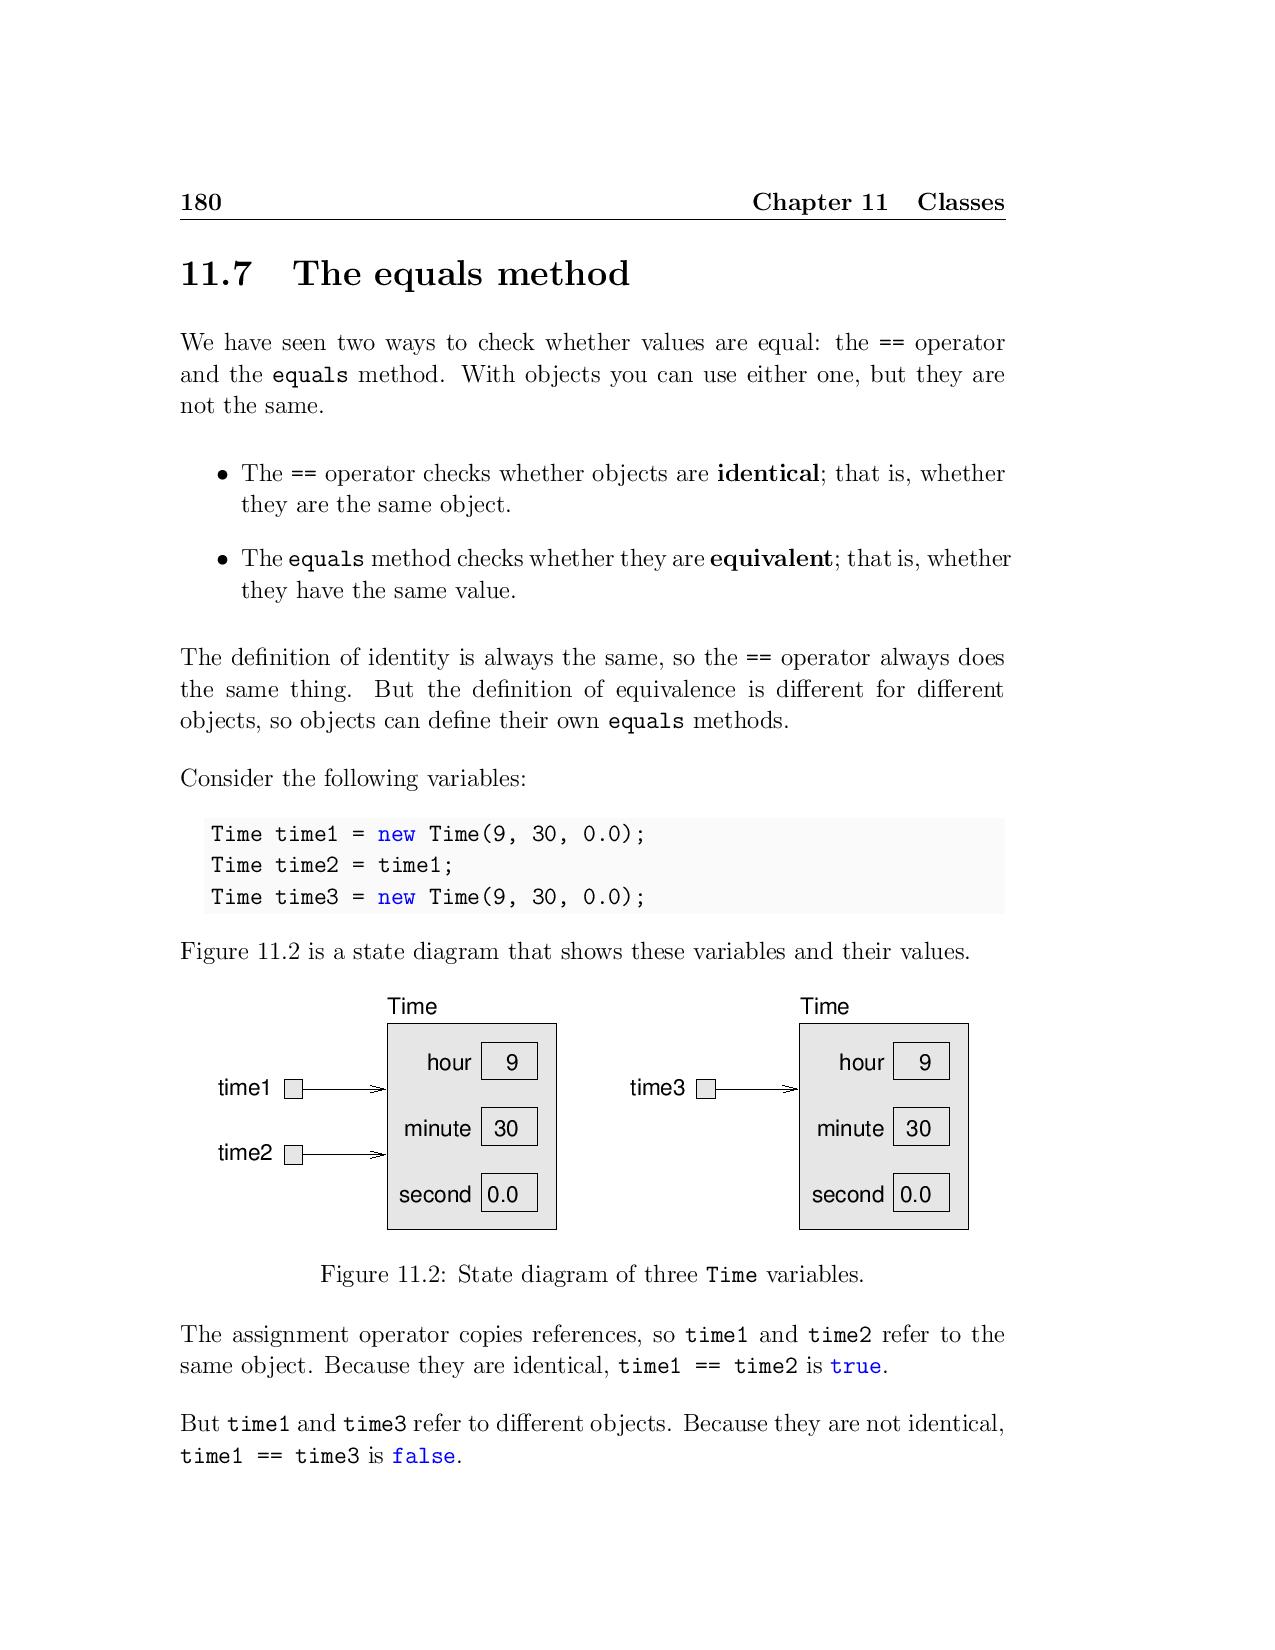 180 Chapter 11 Classes
11.7 The equals method
We have seen two ways to check whether values are equal: the == operator
and the equals method. With objects you can use either one, but they are
not the same.
• The == operator checks whether objects are identical; that is, whether
they are the same object.
• The equals method checks whether they are equivalent; that is, whether
they have the same value.
The definition of identity is always the same, so the == operator always does
the same thing. But the definition of equivalence is different for different
objects, so objects can define their own equals methods.
Consider the following variables:
Time time1 = new Time(9, 30, 0.0);
Time time2 = time1;
Time time3 = new Time(9, 30, 0.0);
Figure 11.2 is a state diagram that shows these variables and their values.
Time
hour 9
time1
minute 30
time2
second 0.0
Time
hour 9
time3
minute 30
second 0.0
Figure 11.2: State diagram of three Time variables.
The assignment operator copies references, so time1 and time2 refer to the
same object. Because they are identical, time1 == time2 is true.
But time1 and time3 refer to different objects. Because they are not identical,
time1 == time3 is false.